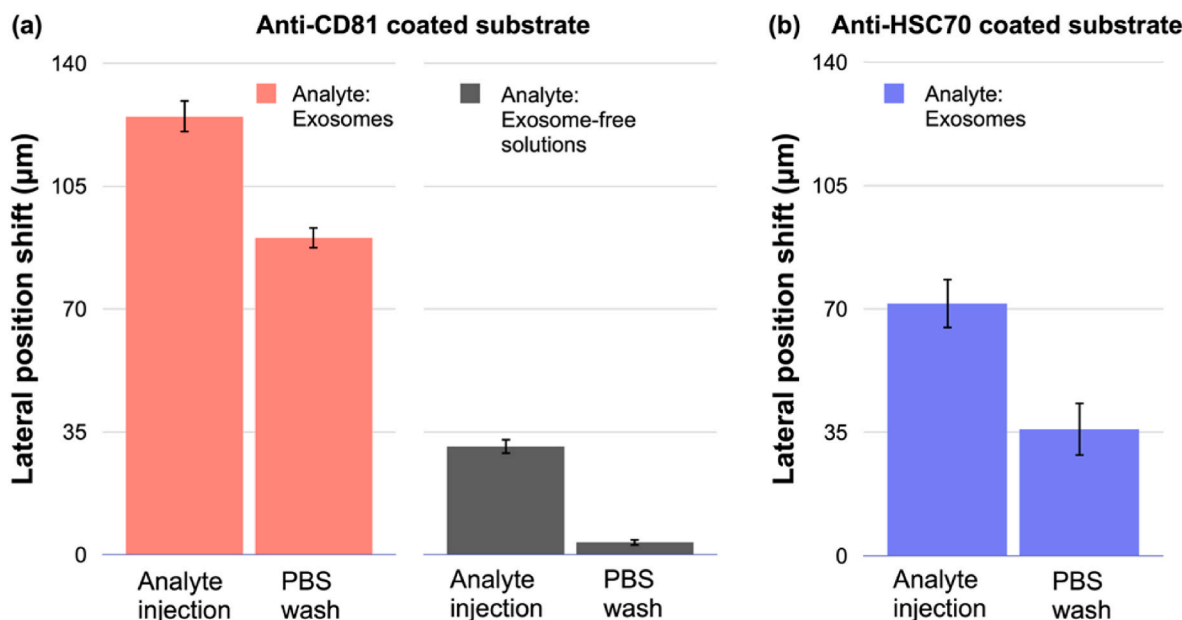 (a)
Anti-CD81 coated substrate
Lateral position shift (µm)
140
105
70
35
0
Analyte:
Exosomes
Analyte:
Exosome-free
solutions
Analyte
injection
PBS
wash
Analyte
injection
PBS
wash
(b)
Anti-HSC70 coated substrate
Lateral position shift (µm)
140
105
70
35
0
Analyte:
Exosomes
Analyte
injection
PBS
wash